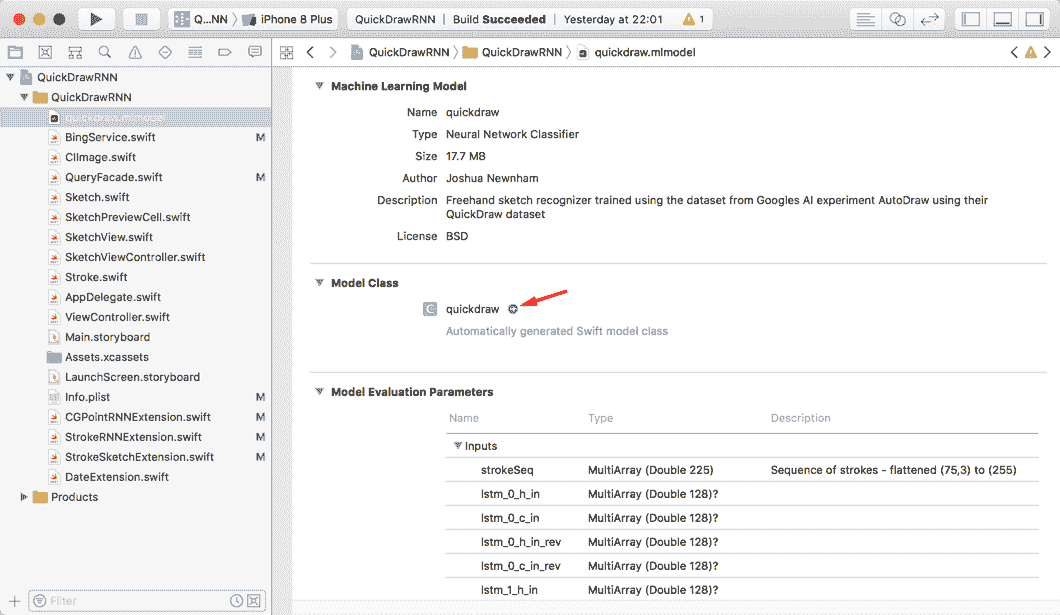 Q...NN 〉 iPhone 8 Plus
QuickDrawRNN | Build Succeeded | Yesterday at 22:01 1
QuickDrawRNN 〉 QuickDrawRNN 〉 quickdraw.mlmodel
QuickDrawRNN
QuickDrawRNN
quickdraw.mlmodel
BingService.swift M
CIImage.swift
QueryFacade.swift M
Sketch.swift
SketchPreviewCell.swift
SketchView.swift
SketchViewController.swift
Stroke.swift
AppDelegate.swift
ViewController.swift
Main.storyboard
Assets.xcassets
LaunchScreen.storyboard
Info.plist M
CGPointRNNExtension.swift M
StrokeRNNExtension.swift M
StrokeSketchExtension.swift M
DateExtension.swift
Products
Filter
Machine Learning Model
Name quickdraw
Type Neural Network Classifier
Size 17.7 MB
Author Joshua Newnham
Description Freehand sketch recognizer trained using the dataset from Googles AI experiment AutoDraw using their
QuickDraw dataset
License BSD
Model Class
C quickdraw
Automatically generated Swift model class
Model Evaluation Parameters
Name Type Description
Inputs
strokeSeq MultiArray (Double 225) Sequence of strokes - flattened (75,3) to (255)
lstm_0_h_in MultiArray (Double 128)?
lstm_0_c_in MultiArray (Double 128)?
lstm_0_h_in_rev MultiArray (Double 128)?
lstm_0_c_in_rev MultiArray (Double 128)?
lstm_1_h_in MultiArray (Double 128)?